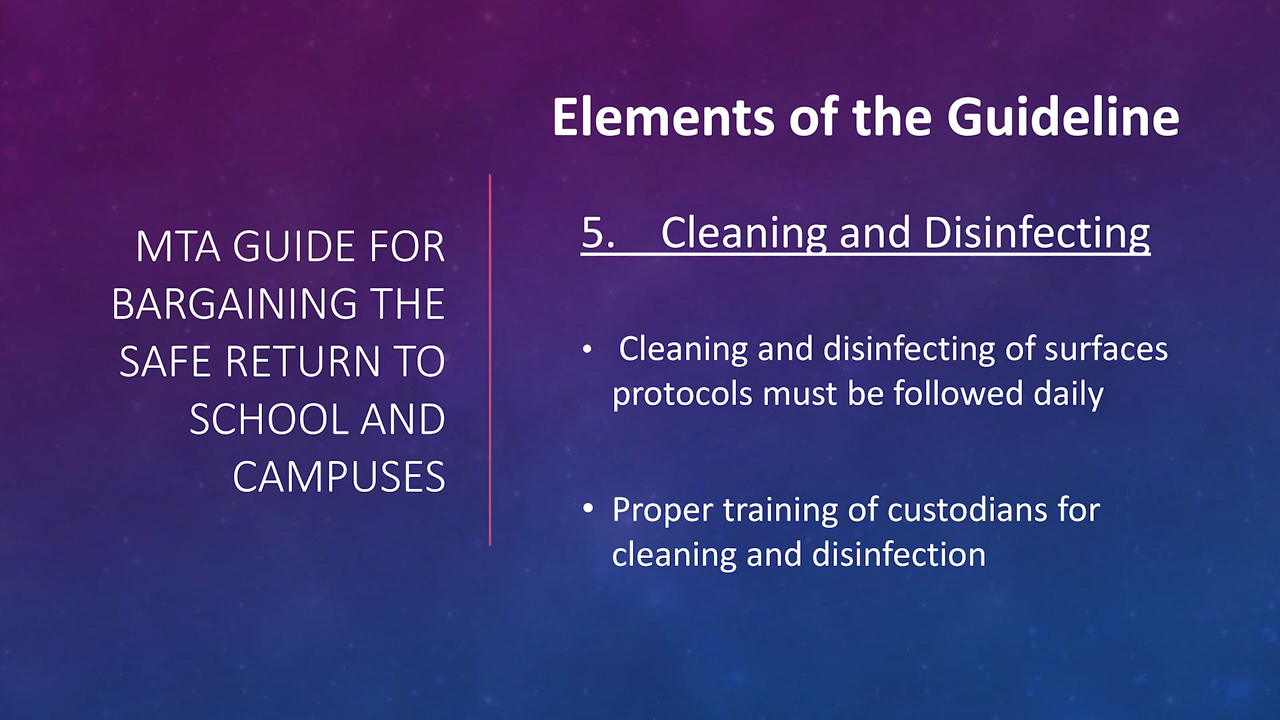 MTA GUIDE FOR
BARGAINING THE
SAFE RETURN TO
SCHOOL AND
CAMPUSES
Elements of the Guideline
5. Cleaning and Disinfecting
• Cleaning and disinfecting of surfaces
protocols must be followed daily
• Proper training of custodians for
cleaning and disinfection